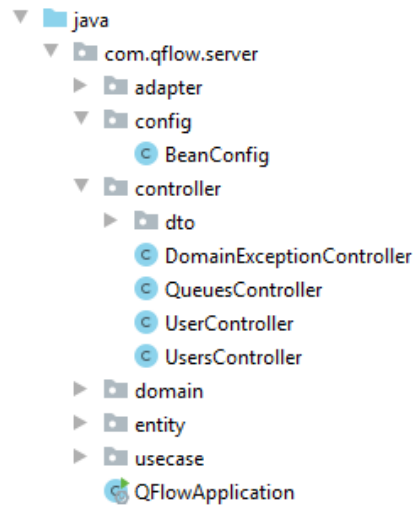 java
com.qflow.server
adapter
config
BeanConfig
controller
dto
DomainExceptionController
QueuesController
UserController
UsersController
domain
entity
usecase
QFlowApplication